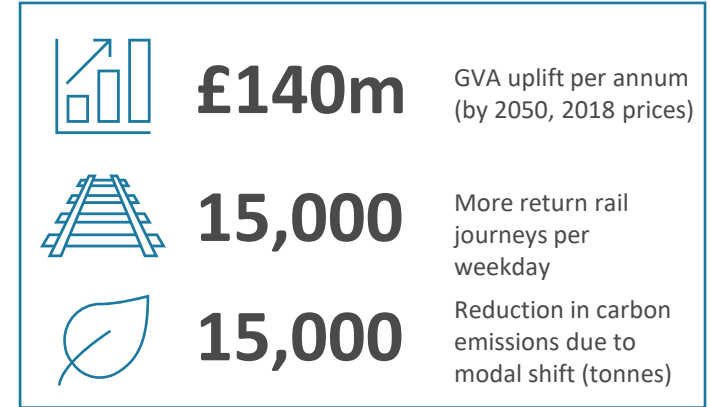 £140m
GVA uplift per annum
(by 2050, 2018 prices)
15,000
More return rail
journeys per
weekday
15,000
Reduction in carbon
emissions due to
modal shift (tonnes)